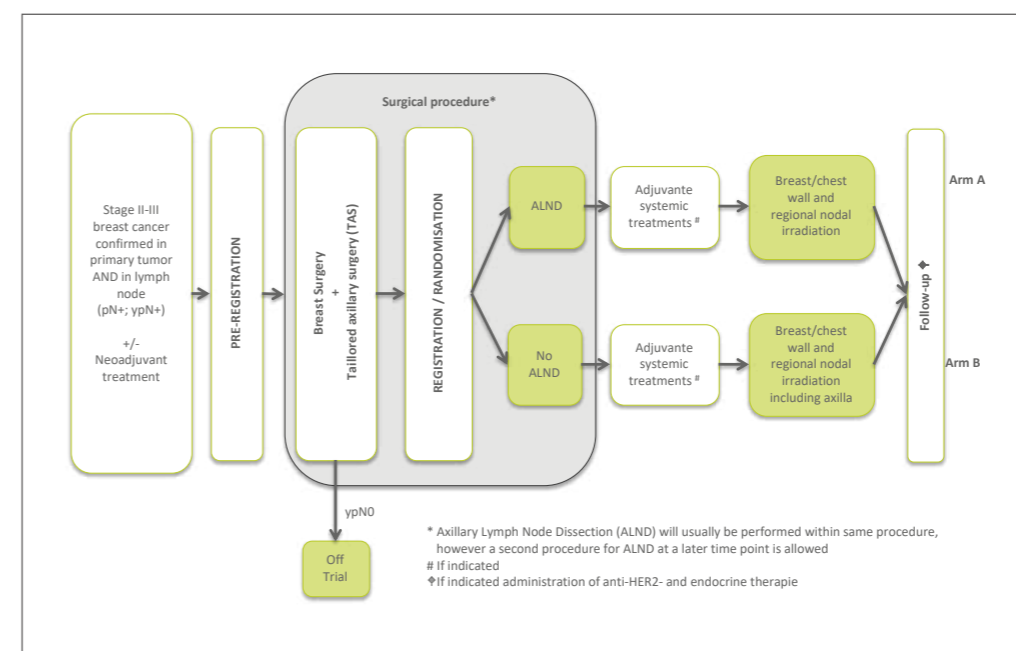 Surgical procedure*
Stage II-III
breast cancer
confirmed in
primary tumor
AND in lymph
node
(pN+; ypN+)
+/-
Neoadjuvant
treatment
PRE-REGISTRATION
Breast Surgery
+
Taillored axillary surgery (TAS)
REGISTRATION / RANDOMISATION
ALND
Adjuvante
systemic
treatments #
Breast/chest
wall and
regional nodal
irradiation
No
ALND
Adjuvante
systemic
treatments #
Breast/chest
wall and
regional nodal
irradiation
including axilla
Follow-up ⌖
Arm A
Arm B
ypN0
Off
Trial
* Axillary Lymph Node Dissection (ALND) will usually be performed within same procedure,
however a second procedure for ALND at a later time point is allowed
# If indicated
⌖If indicated administration of anti-HER2- and endocrine therapie